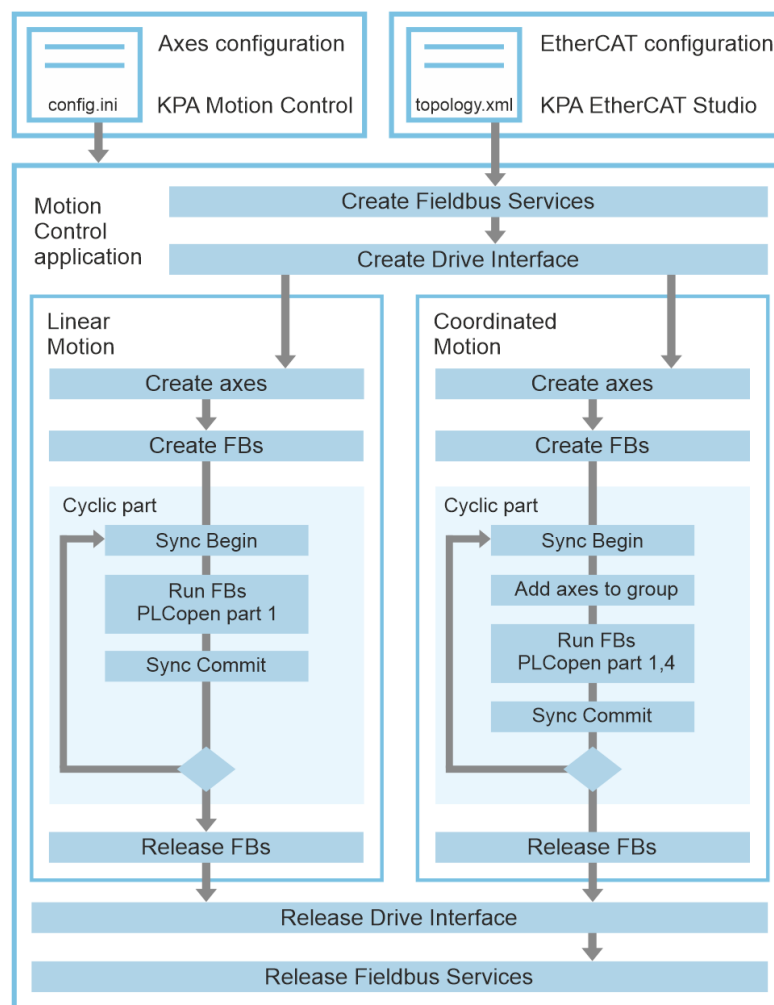 Axes configuration
config.ini
KPA Motion Control
EtherCAT configuration
topology.xml
KPA EtherCAT Studio
Motion
Control
application
Create Fieldbus Services
Create Drive Interface
Linear
Motion
Create axes
Create FBs
Cyclic part
Sync Begin
Run FBs
PLCopen part 1
Sync Commit
Release FBs
Coordinated
Motion
Create axes
Create FBs
Cyclic part
Sync Begin
Add axes to group
Run FBs
PLCopen part 1,4
Sync Commit
Release FBs
Release Drive Interface
Release Fieldbus Services